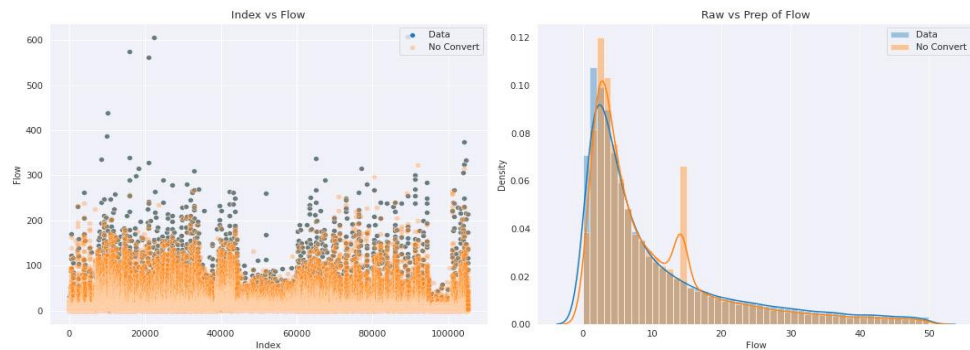 Index vs Flow
Data
No Convert
600
500
400
300
200
100
0
Flow
0
20000
40000
60000
80000
100000
Index
Raw vs Prep of Flow
Data
No Convert
0.12
0.10
0.08
0.06
0.04
0.02
0.00
Density
0
10
20
30
40
50
Flow